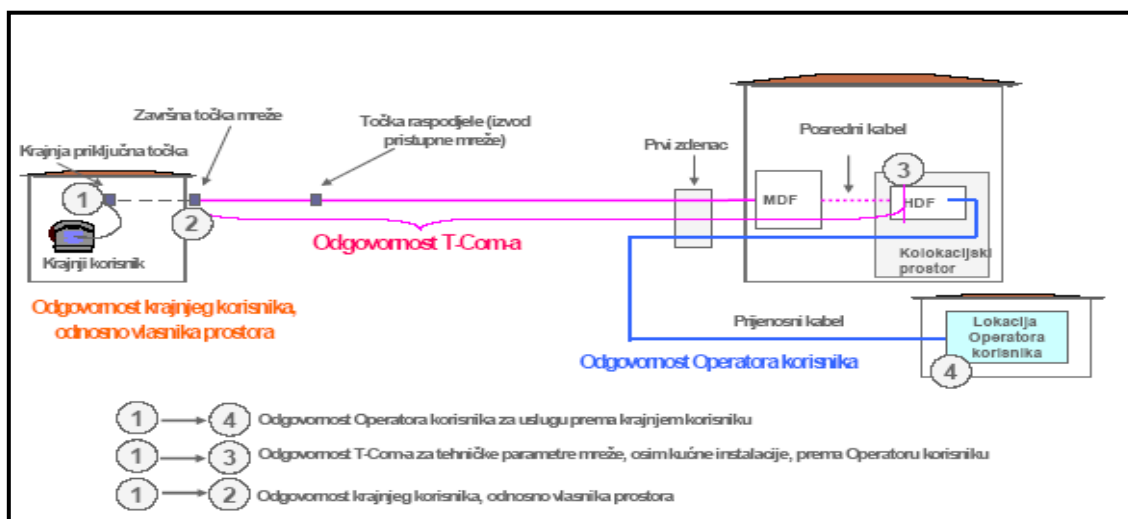 Završna točka mreže
Točka raspodjele (izvod
pristupne mreže)
Krajnja priključna točka
Prvi zdenac
Posredni kabel
1
2
3
MDF
HDF
Odgovornost T-Com-a
Krajnji korisnik
Kolokacijski
prostor
Odgovornost krajnjeg korisnika,
odnosno vlasnika prostora
Prijenosni kabel
Odgovornost Operatora korisnika
Lokacija
Operatora
korisnika
4
1 4 Odgovornost Operatora korisnika za uslugu prema krajnjem korisniku
1 3 Odgovornost T-Com-a za tehničke parametre mreže, osim kućne instalacije, prema Operatoru korisniku
1 2 Odgovornost krajnjeg korisnika, odnosno vlasnika prostora